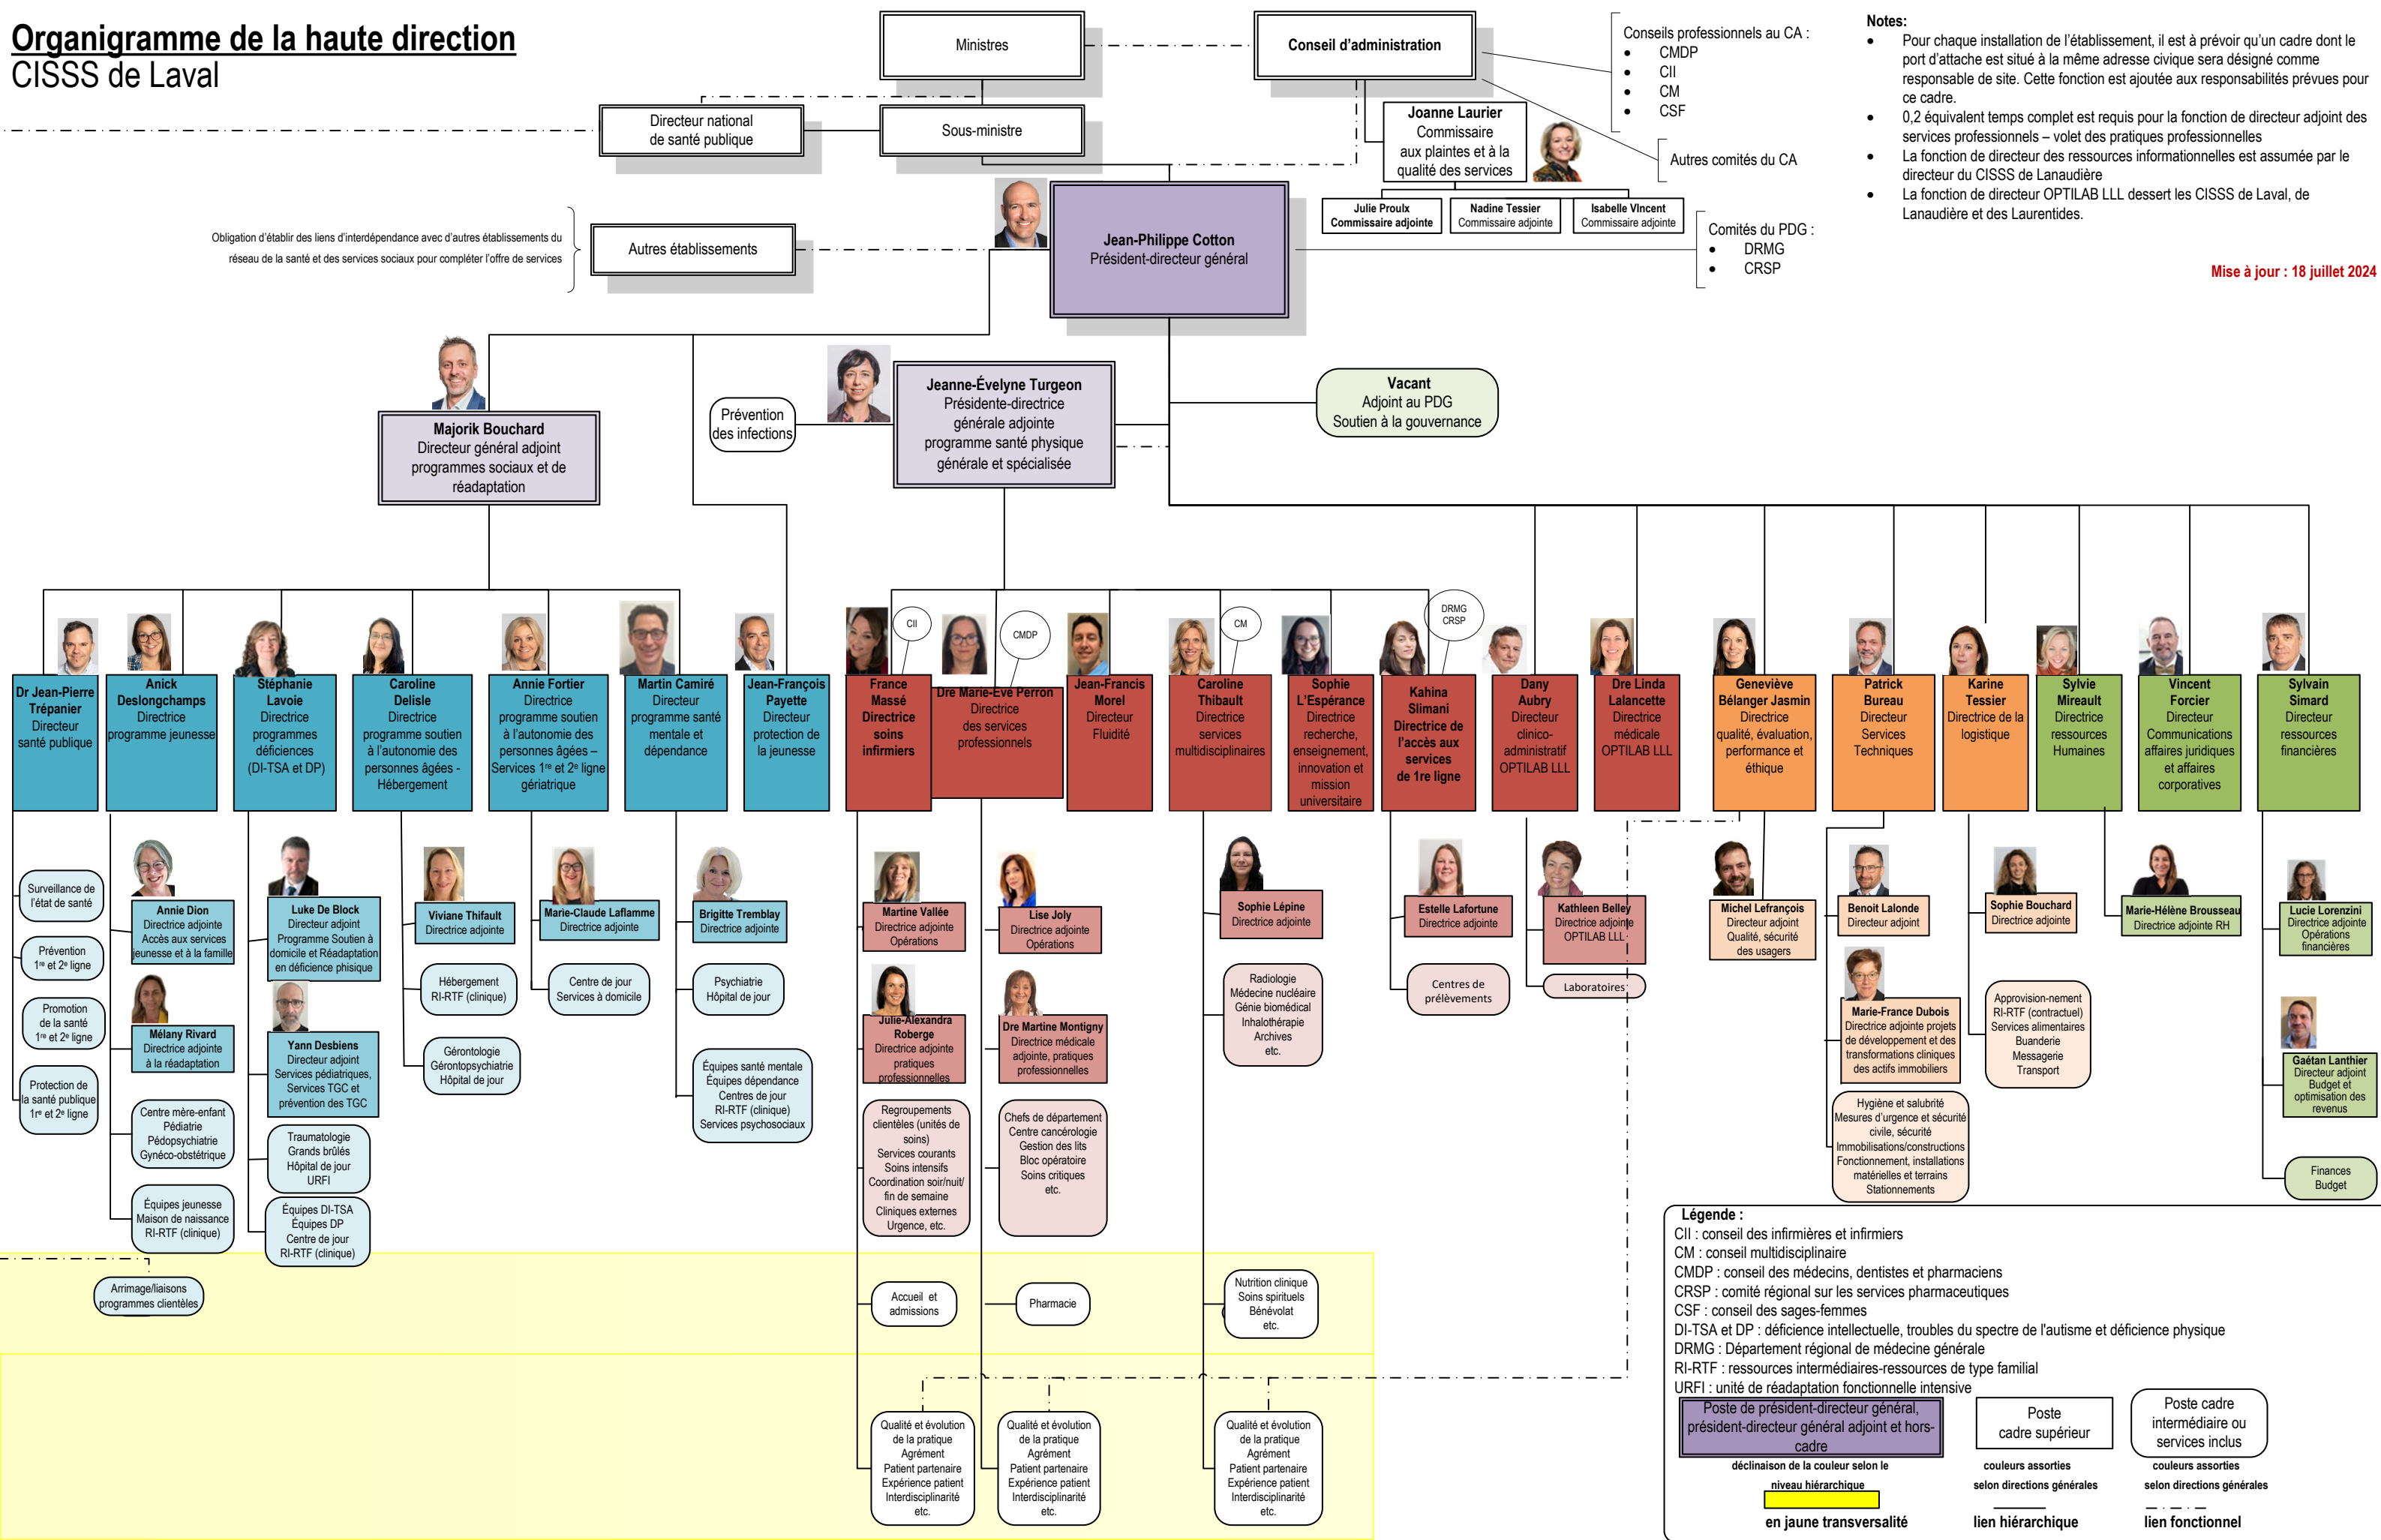 Organigramme de la haute direction
CISSS de Laval
Ministres
Conseil d'administration
Conseils professionnels au CA :
• CMDP
• CII
• CM
• CSF
Notes:
• Pour chaque installation de l'établissement, il est à prévoir qu'un cadre dont le
port d'attache est situé à la même adresse civique sera désigné comme
responsable de site. Cette fonction est ajoutée aux responsabilités prévues pour
ce cadre.
• 0,2 équivalent temps complet est requis pour la fonction de directeur adjoint des
services professionnels – volet des pratiques professionnelles
• La fonction de directeur des ressources informationnelles est assumée par le
directeur du CISSS de Lanaudière
• La fonction de directeur OPTILAB LLL dessert les CISSS de Laval, de
Lanaudière et des Laurentides.
Mise à jour : 18 juillet 2024
Directeur national
de santé publique
Sous-ministre
Joanne Laurier
Commissaire
aux plaintes et à la
qualité des services
Autres comités du CA
Julie Proulx
Commissaire adjointe
Nadine Tessier
Commissaire adjointe
Isabelle VIncent
Commissaire adjointe
Obligation d'établir des liens d'interdépendance avec d'autres établissements du
réseau de la santé et des services sociaux pour compléter l'offre de services
Autres établissements
Jean-Philippe Cotton
Président-directeur général
Comités du PDG :
• DRMG
• CRSP
Majorik Bouchard
Directeur général adjoint
programmes sociaux et de
réadaptation
Prévention
des infections
Jeanne-Évelyne Turgeon
Présidente-directrice
générale adjointe
programme santé physique
générale et spécialisée
Vacant
Adjoint au PDG
Soutien à la gouvernance
CII
CMDP
CM
DRMG
CRSP
Dr Jean-Pierre
Trépanier
Directeur
santé publique
Anick
Deslongchamps
Directrice
programme jeunesse
Stéphanie
Lavoie
Directrice
programmes
déficiences
(DI-TSA et DP)
Caroline
Delisle
Directrice
programme soutien
à l'autonomie des
personnes âgées -
Hébergement
Annie Fortier
Directrice
programme soutien
à l'autonomie des
personnes âgées –
Services 1re et 2e ligne
gériatrique
Martin Camiré
Directeur
programme santé
mentale et
dépendance
Jean-François
Payette
Directeur
protection de
la jeunesse
France
Massé
Directrice
soins
infirmiers
Dre Marie-Eve Perron
Directrice
des services
professionnels
Jean-Francis
Morel
Directeur
Fluidité
Caroline
Thibault
Directrice
services
multidisciplinaires
Sophie
L'Espérance
Directrice
recherche,
enseignement,
innovation et
mission
universitaire
Kahina
Slimani
Directrice de
l'accès aux
services
de 1re ligne
Dany
Aubry
Directeur
clinico-
administratif
OPTILAB LLL
Dre Linda
Lalancette
Directrice
médicale
OPTILAB LLL
Geneviève
Bélanger Jasmin
Directrice
qualité, évaluation,
performance et
éthique
Patrick
Bureau
Directeur
Services
Techniques
Karine
Tessier
Directrice de la
logistique
Sylvie
Mireault
Directrice
ressources
Humaines
Vincent
Forcier
Directeur
Communications
affaires juridiques
et affaires
corporatives
Sylvain
Simard
Directeur
ressources
financières
Surveillance de
l'état de santé
Prévention
1re et 2e ligne
Promotion
de la santé
1re et 2e ligne
Protection de
la santé publique
1re et 2e ligne
Annie Dion
Directrice adjointe
Accès aux services
jeunesse et à la famille
Mélany Rivard
Directrice adjointe
à la réadaptation
Centre mère-enfant
Pédiatrie
Pédopsychiatrie
Gynéco-obstétrique
Équipes jeunesse
Maison de naissance
RI-RTF (clinique)
Luke De Block
Directeur adjoint
Programme Soutien à
domicile et Réadaptation
en déficience phisique
Yann Desbiens
Directeur adjoint
Services pédiatriques,
Services TGC et
prévention des TGC
Traumatologie
Grands brûlés
Hôpital de jour
URFI
Équipes DI-TSA
Équipes DP
Centre de jour
RI-RTF (clinique)
Viviane Thifault
Directrice adjointe
Hébergement
RI-RTF (clinique)
Gérontologie
Gérontopsychiatrie
Hôpital de jour
Marie-Claude Laflamme
Directrice adjointe
Centre de jour
Services à domicile
Brigitte Tremblay
Directrice adjointe
Psychiatrie
Hôpital de jour
Équipes santé mentale
Équipes dépendance
Centres de jour
RI-RTF (clinique)
Services psychosociaux
Martine Vallée
Directrice adjointe
Opérations
Julie-Alexandra
Roberge
Directrice adjointe
pratiques
professionnelles
Regroupements
clientèles (unités de
soins)
Services courants
Soins intensifs
Coordination soir/nuit/
fin de semaine
Cliniques externes
Urgence, etc.
Lise Joly
Directrice adjointe
Opérations
Dre Martine Montigny
Directrice médicale
adjointe, pratiques
professionnelles
Chefs de département
Centre cancérologie
Gestion des lits
Bloc opératoire
Soins critiques
etc.
Sophie Lépine
Directrice adjointe
Radiologie
Médecine nucléaire
Génie biomédical
Inhalothérapie
Archives
etc.
Estelle Lafortune
Directrice adjointe
Centres de
prélèvements
Kathleen Belley
Directrice adjointe
OPTILAB LLL
Laboratoires
Michel Lefrançois
Directeur adjoint
Qualité, sécurité
des usagers
Benoit Lalonde
Directeur adjoint
Marie-France Dubois
Directrice adjointe projets
de développement et des
transformations cliniques
des actifs immobiliers
Hygiène et salubrité
Mesures d'urgence et sécurité
civile, sécurité
Immobilisations/constructions
Fonctionnement, installations
matérielles et terrains
Stationnements
Sophie Bouchard
Directrice adjointe
Approvision-nement
RI-RTF (contractuel)
Services alimentaires
Buanderie
Messagerie
Transport
Marie-Hélène Brousseau
Directrice adjointe RH
Lucie Lorenzini
Directrice adjointe
Opérations
financières
Gaétan Lanthier
Directeur adjoint
Budget et
optimisation des
revenus
Finances
Budget
Arrimage/liaisons
programmes clientèles
Accueil et
admissions
Pharmacie
Nutrition clinique
Soins spirituels
Bénévolat
etc.
Qualité et évolution
de la pratique
Agrément
Patient partenaire
Expérience patient
Interdisciplinarité
etc.
Qualité et évolution
de la pratique
Agrément
Patient partenaire
Expérience patient
Interdisciplinarité
etc.
Qualité et évolution
de la pratique
Agrément
Patient partenaire
Expérience patient
Interdisciplinarité
etc.
Légende :
CII : conseil des infirmières et infirmiers
CM : conseil multidisciplinaire
CMDP : conseil des médecins, dentistes et pharmaciens
CRSP : comité régional sur les services pharmaceutiques
CSF : conseil des sages-femmes
DI-TSA et DP : déficience intellectuelle, troubles du spectre de l'autisme et déficience physique
DRMG : Département régional de médecine générale
RI-RTF : ressources intermédiaires-ressources de type familial
URFI : unité de réadaptation fonctionnelle intensive
Poste de président-directeur général,
président-directeur général adjoint et hors-
cadre
déclinaison de la couleur selon le
niveau hiérarchique
en jaune transversalité
Poste
cadre supérieur
couleurs assorties
selon directions générales
lien hiérarchique
Poste cadre
intermédiaire ou
services inclus
couleurs assorties
selon directions générales
lien fonctionnel